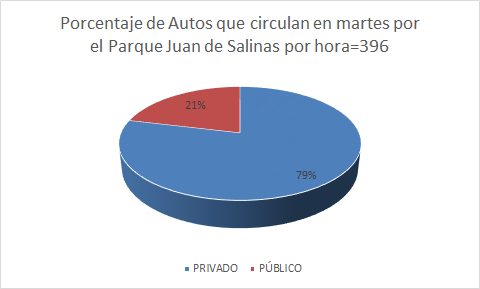 Porcentaje de Autos que circulan en martes por
el Parque Juan de Salinas por hora=396
21%
79%
PRIVADO PÚBLICO